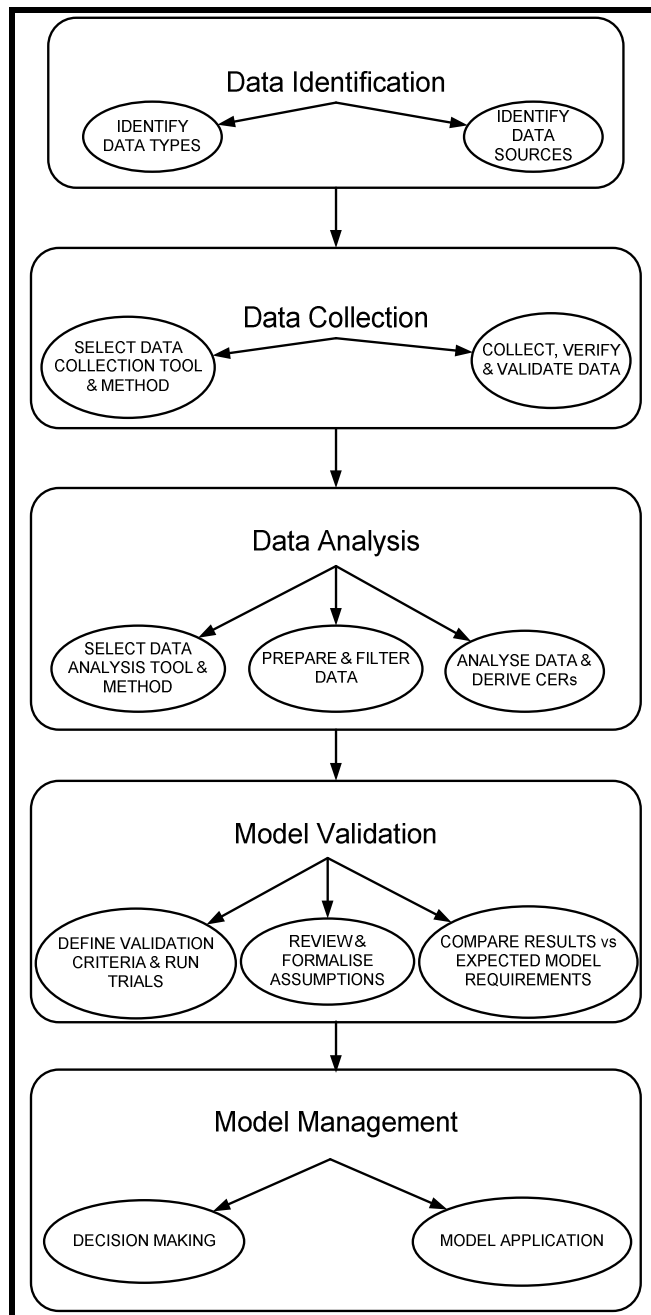 Data Identification
IDENTIFY
DATA TYPES
IDENTIFY
DATA
SOURCES
Data Collection
SELECT DATA
COLLECTION TOOL
& METHOD
COLLECT, VERIFY
& VALIDATE DATA
Data Analysis
SELECT DATA
ANALYSIS TOOL &
METHOD
PREPARE & FILTER
DATA
ANALYSE DATA &
DERIVE CERs
Model Validation
DEFINE VALIDATION
CRITERIA & RUN
TRIALS
REVIEW &
FORMALISE
ASSUMPTIONS
COMPARE RESULTS vs
EXPECTED MODEL
REQUIREMENTS
Model Management
DECISION MAKING
MODEL APPLICATION